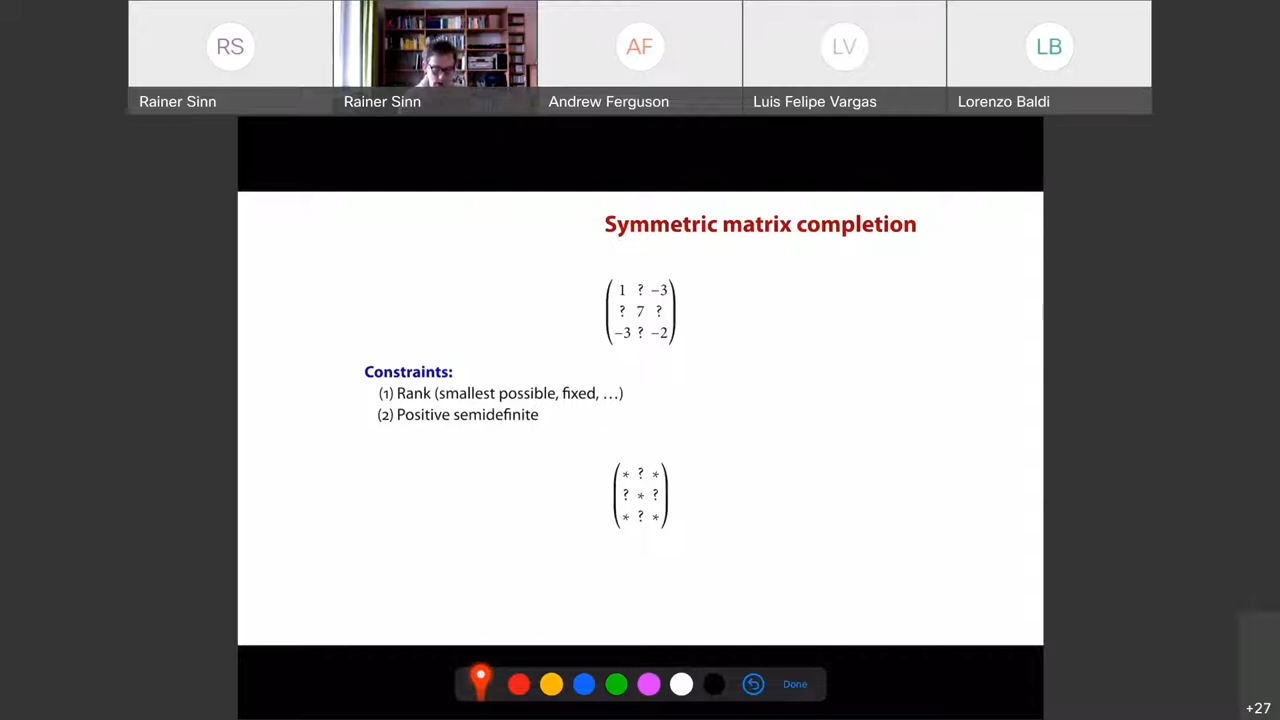 RS
AF
LV
LB
Rainer Sinn
Rainer Sinn
Andrew Ferguson
Luis Felipe Vargas
Lorenzo Baldi
Symmetric matrix completion
1 ? −3
? 7 ?
−3 ? −2
Constraints:
(1) Rank (smallest possible, fixed, …)
(2) Positive semidefinite
* ? *
? * ?
* ? *
Done
+27